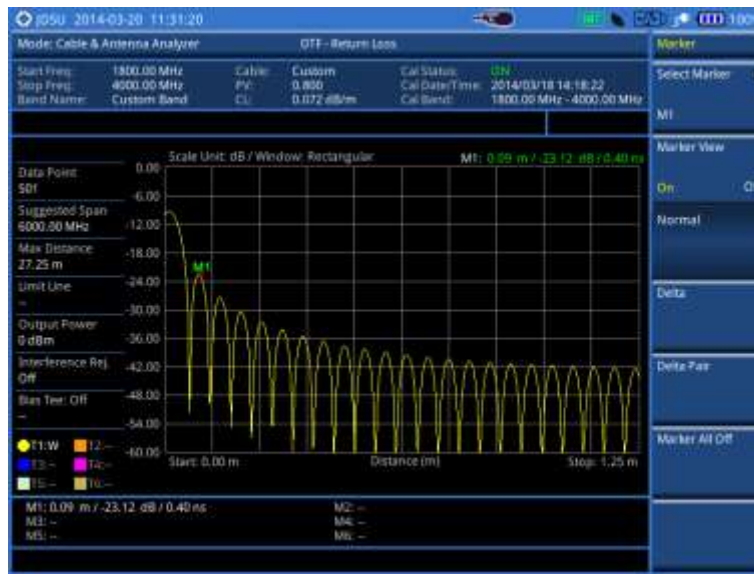 JDSU 2014-03-20 11:31:20
Mode: Cable & Antenna Analyzer DTF - Return Loss
Start Freq: 1800.00 MHz Cable: Custom Cal Status: ON
Stop Freq: 4000.00 MHz PV: 0.800 Cal Date/Time: 2014/03/18 14:18:22
Band Name: Custom Band CL: 0.072 dB/m Cal Band: 1800.00 MHz - 4000.00 MHz
Scale Unit: dB / Window: Rectangular M1: 0.09 m / -23.12 dB / 0.40 ns
Data Point
501
Suggested Span
6000.00 MHz
Max Distance
27.25 m
Limit Line
--
Output Power
0 dBm
Interference Rej.
Off
Bias Tee: Off
--
T1:W T2:--
T3:-- T4:--
T5:-- T6:--
0.00
-6.00
-12.00
-18.00
-24.00
-30.00
-36.00
-42.00
-48.00
-54.00
-60.00
M1
Start: 0.00 m Distance (m) Stop: 1.25 m
M1: 0.09 m / -23.12 dB / 0.40 ns M2: --
M3: -- M4: --
M5: -- M6: --
Marker
Select Marker
M1
Marker View
On
Normal
Delta
Delta Pair
Marker All Off